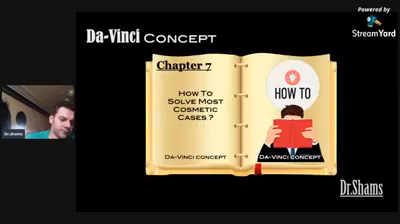 Powered by
StreamYard
Da-Vinci Concept
Chapter 7
How To
Solve Most
Cosmetic
Cases ?
Da-Vinci concept
HOW TO
Da-Vinci concept
Dr.shams
Dr.Shams